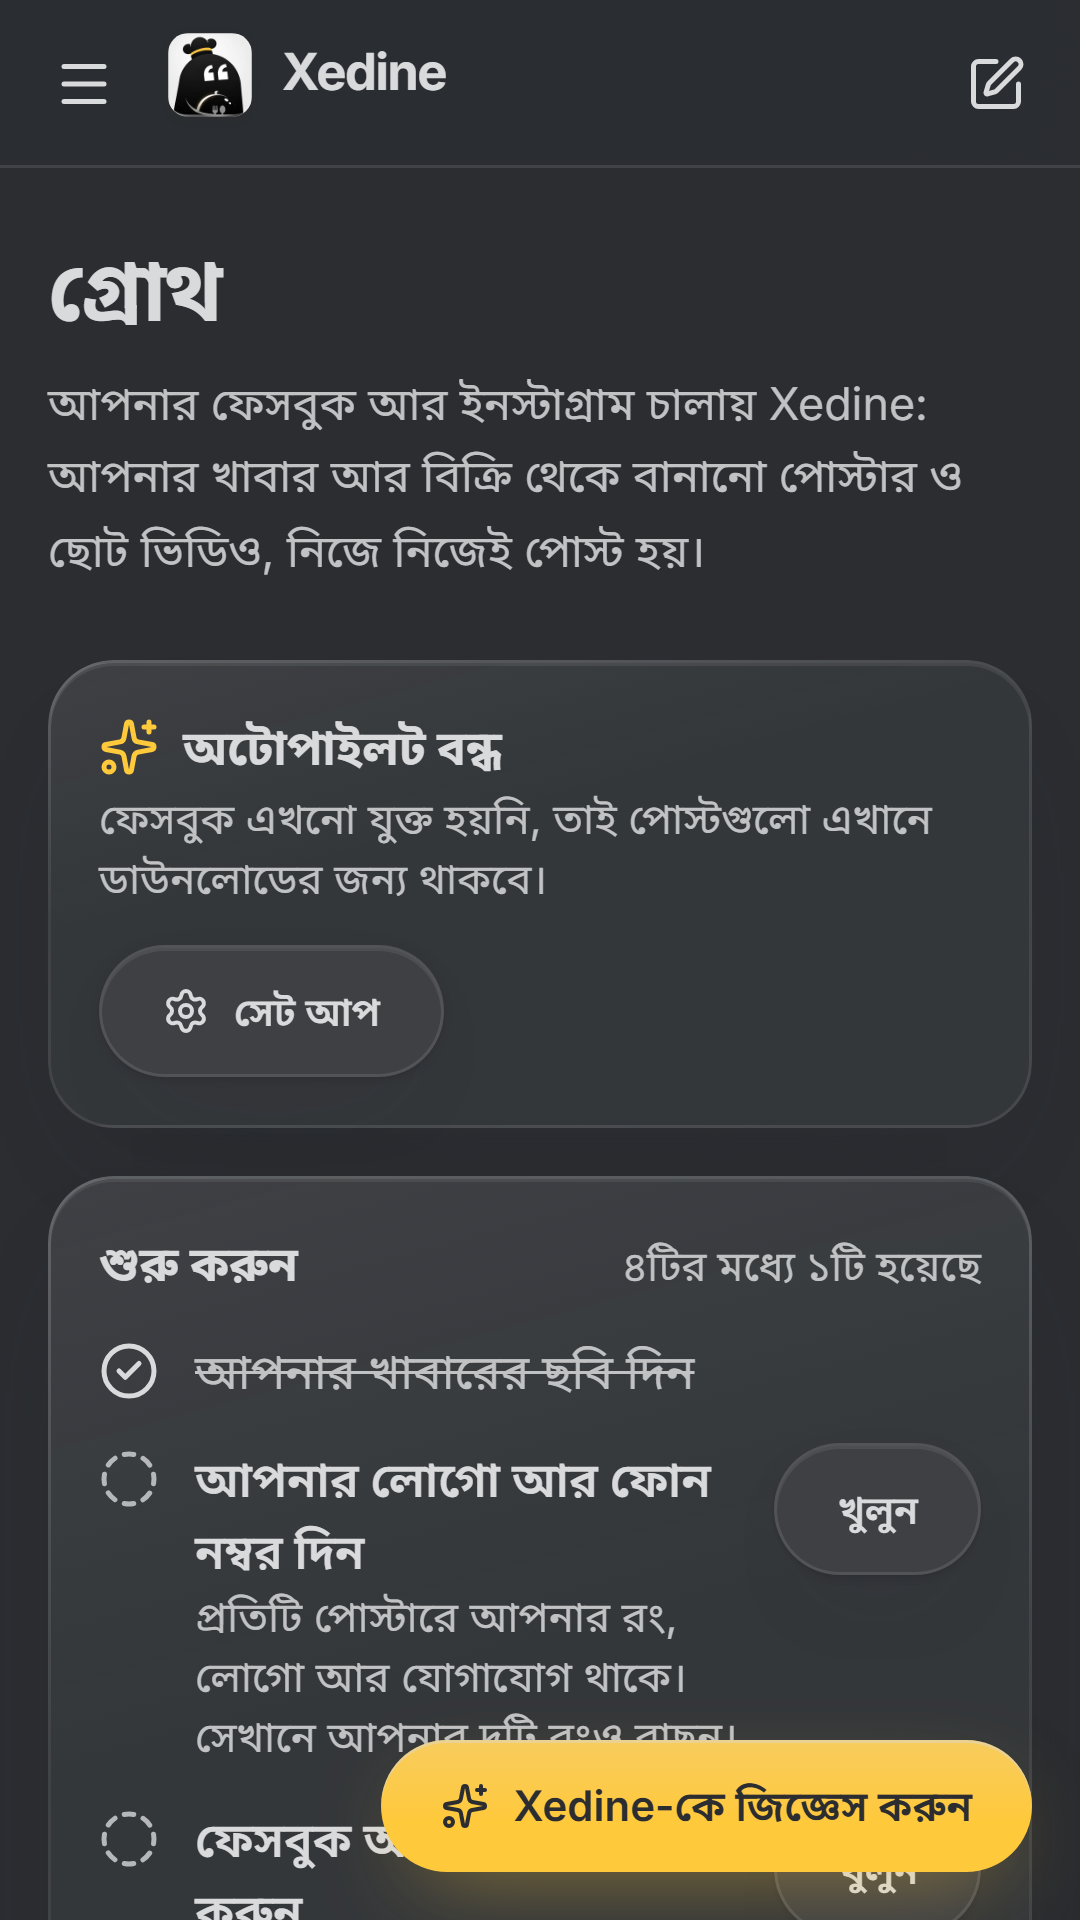 Xedine
গ্রোথ
আপনার ফেসবুক আর ইনস্টাগ্রাম চালায় Xedine:
আপনার খাবার আর বিক্রি থেকে বানানো পোস্টার ও
ছোট ভিডিও, নিজে নিজেই পোস্ট হয়।
অটোপাইলট বন্ধ
ফেসবুক এখনো যুক্ত হয়নি, তাই পোস্টগুলো এখানে
ডাউনলোডের জন্য থাকবে।
সেট আপ
শুরু করুন
৪টির মধ্যে ১টি হয়েছে
আপনার খাবারের ছবি দিন
আপনার লোগো আর ফোন
নম্বর দিন
খুলুন
প্রতিটি পোস্টারে আপনার রং,
লোগো আর যোগাযোগ থাকে।
সেখানে আপনার দুটি রংও বাছুন।
Xedine-কে জিজ্ঞেস করুন
ফেসবুক
খুলুন
করুন